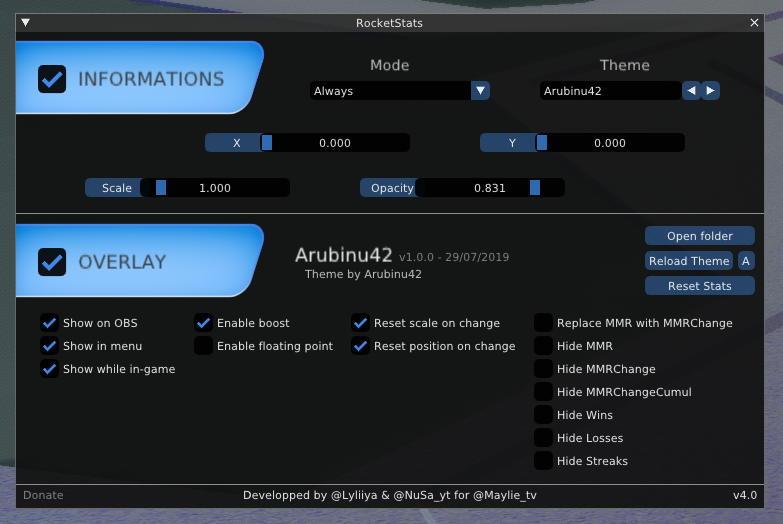 RocketStats
INFORMATIONS
Mode
Theme
Always
Arubinu42
X 0.000
Y 0.000
Scale 1.000
Opacity 0.831
OVERLAY
Arubinu42 v1.0.0 - 29/07/2019
Theme by Arubinu42
Open folder
Reload Theme A
Reset Stats
Show on OBS
Show in menu
Show while in-game
Enable boost
Enable floating point
Reset scale on change
Reset position on change
Replace MMR with MMRChange
Hide MMR
Hide MMRChange
Hide MMRChangeCumul
Hide Wins
Hide Losses
Hide Streaks
Donate
Developped by @Lyliiya & @NuSa_yt for @Maylie_tv
v4.0